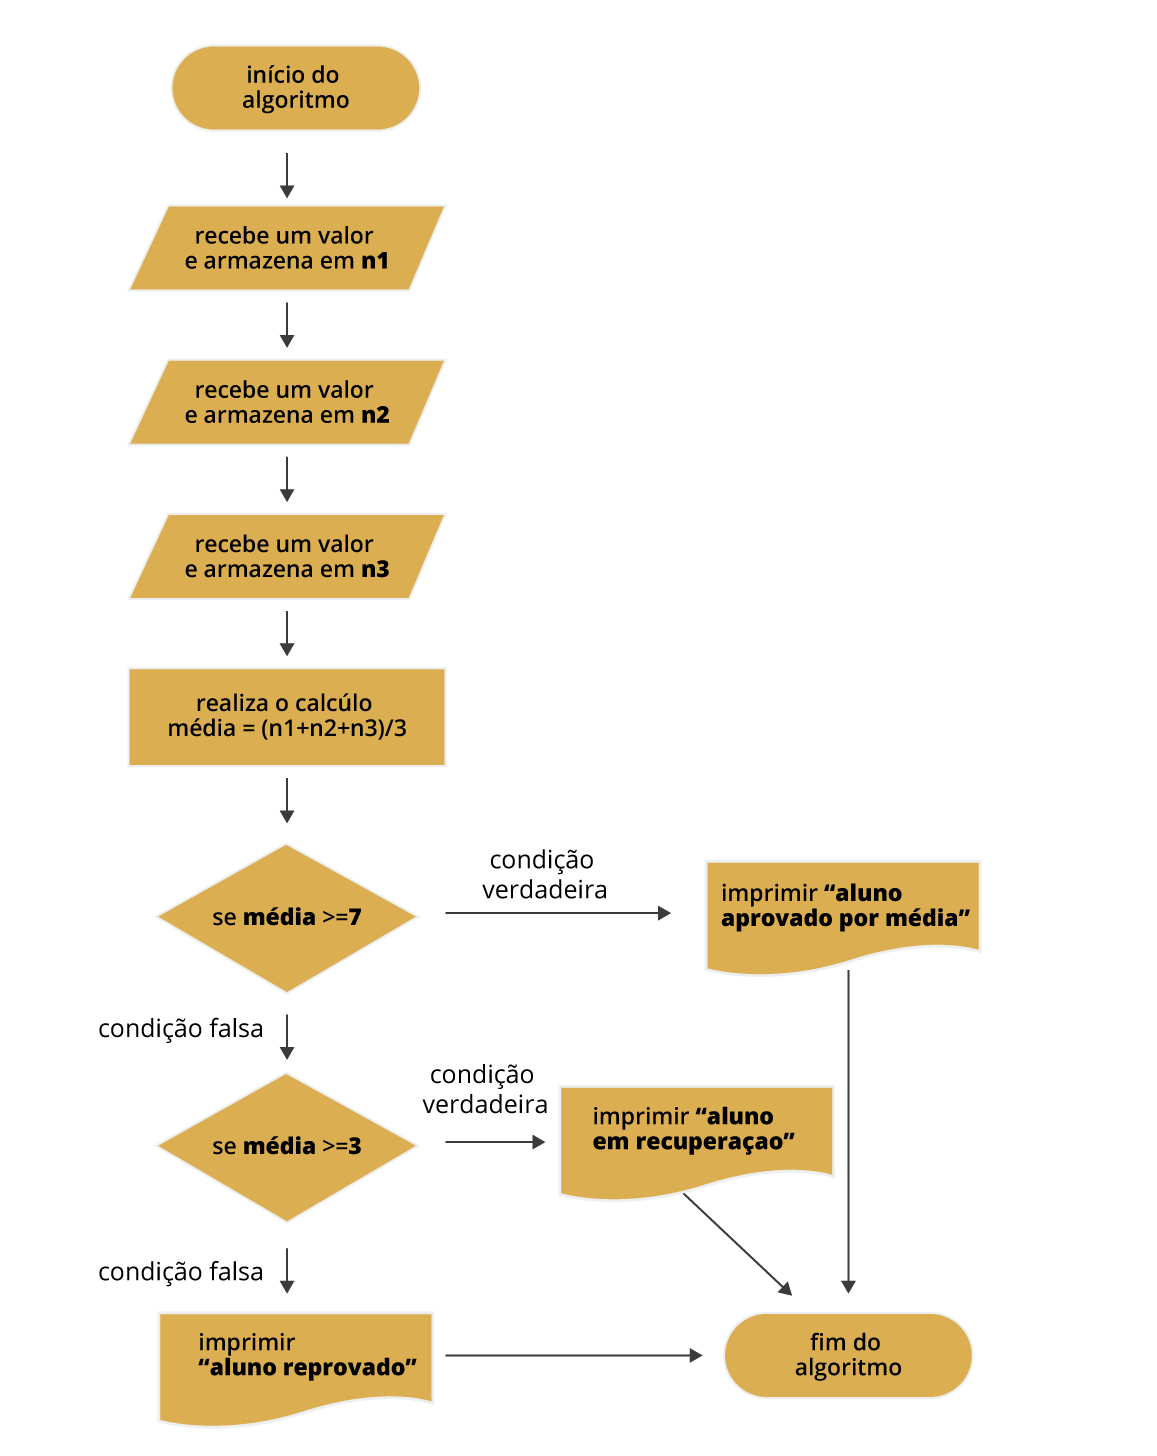 início do
algoritmo
recebe um valor
e armazena em n1
recebe um valor
e armazena em n2
recebe um valor
e armazena em n3
realiza o calcúlo
média = (n1+n2+n3)/3
se média >=7
condição
verdadeira
imprimir “aluno
aprovado por média”
condição falsa
se média >=3
condição
verdadeira
imprimir “aluno
em recuperaçao”
condição falsa
imprimir
“aluno reprovado”
fim do
algoritmo